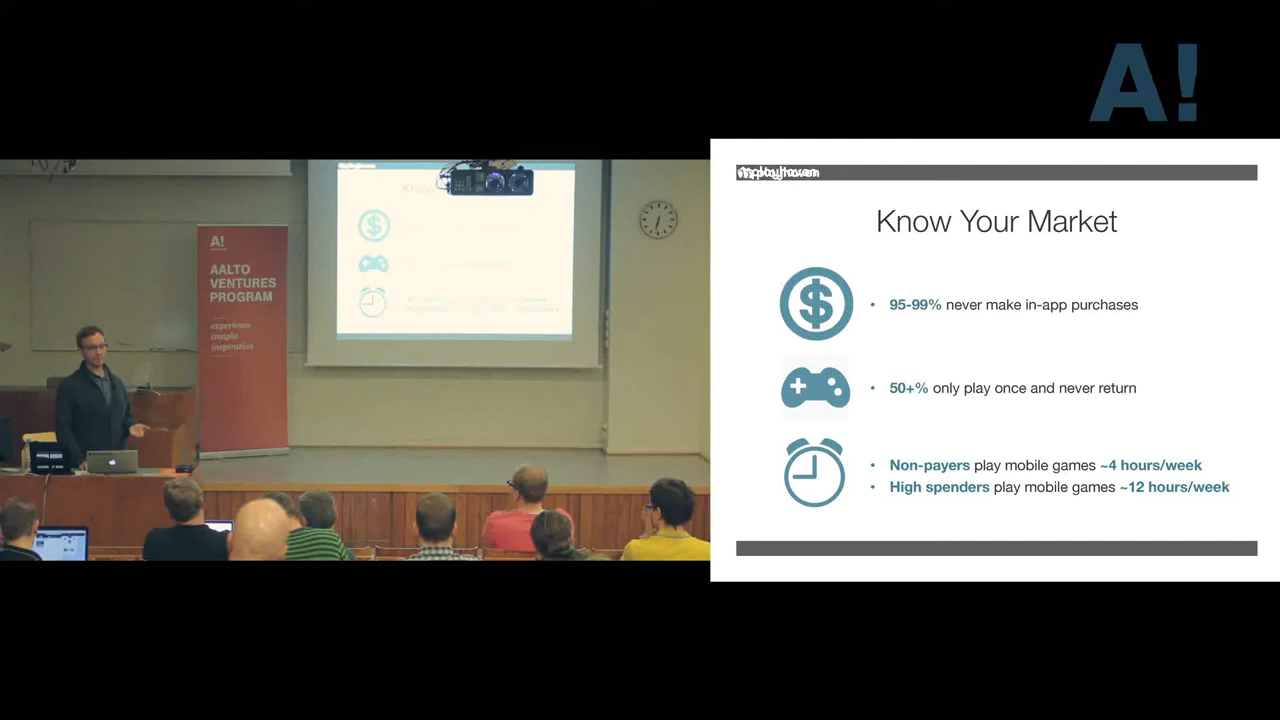 A!
A!
AALTO
VENTURES
PROGRAM
experience
insight
inspiration
Know Your Market
• 95-99% never make in-app purchases
• 50+% only play once and never return
• Non-payers play mobile games ~4 hours/week
• High spenders play mobile games ~12 hours/week